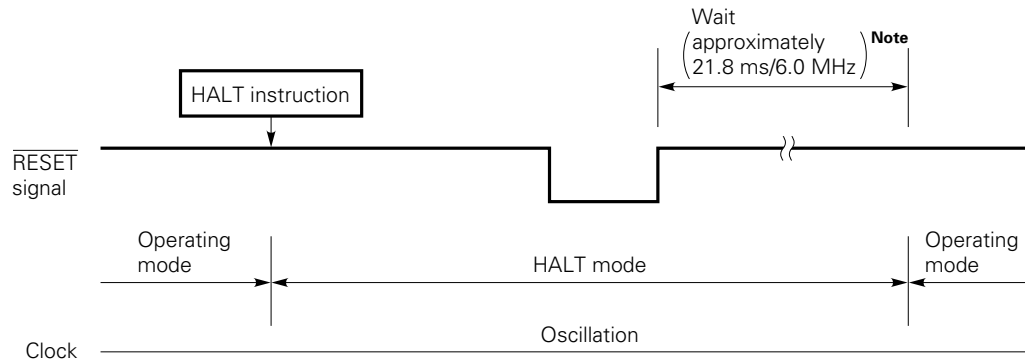 Wait
approximately
21.8 ms/6.0 MHz
Note
HALT instruction
RESET
signal
Operating
mode
HALT mode
Operating
mode
Oscillation
Clock